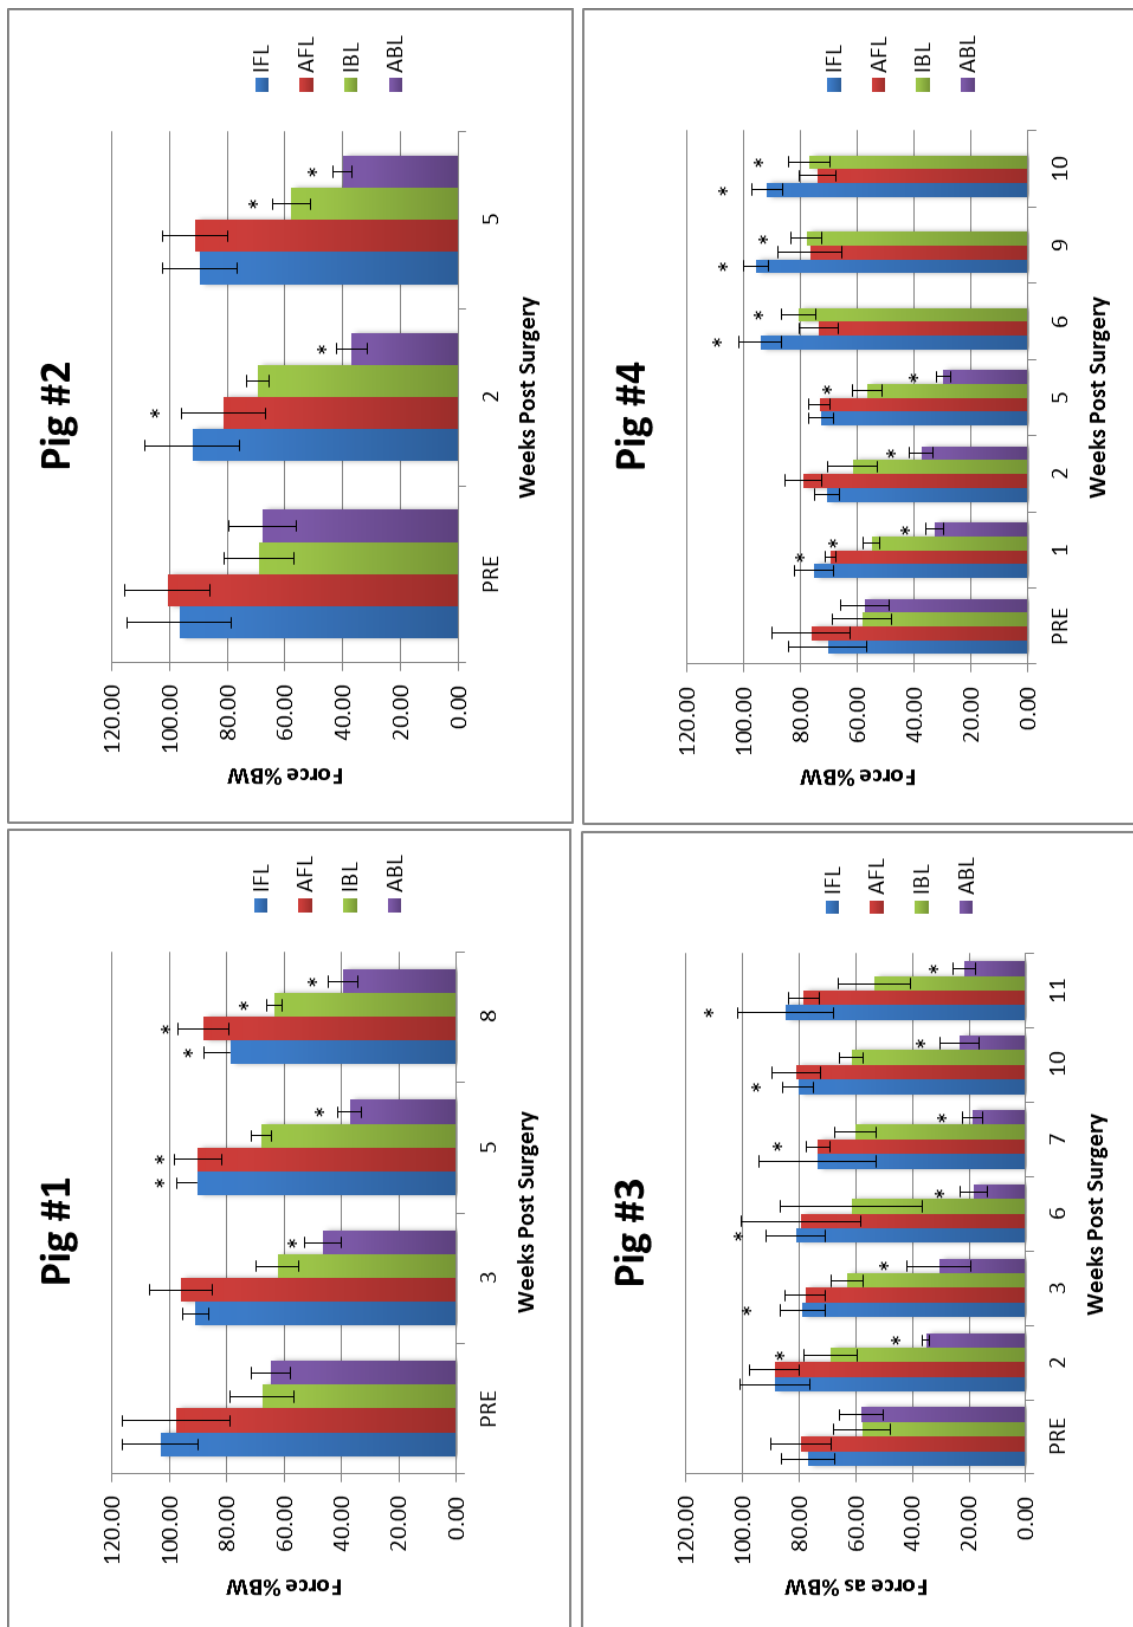 Pig #1
120.00
100.00
80.00
60.00
40.00
20.00
0.00
Force %BW
* * * * * * * *
PRE 3 5 8
Weeks Post Surgery
IFL
AFL
IBL
ABL
Pig #2
120.00
100.00
80.00
60.00
40.00
20.00
0.00
Force %BW
* * * *
PRE 2 5
Weeks Post Surgery
IFL
AFL
IBL
ABL
Pig #3
120.00
100.00
80.00
60.00
40.00
20.00
0.00
Force as %BW
* * * * * * * * * * * *
PRE 2 3 6 7 10 11
Weeks Post Surgery
IFL
AFL
IBL
ABL
Pig #4
120.00
100.00
80.00
60.00
40.00
20.00
0.00
Force %BW
* * * * * * * * * * * *
PRE 1 2 5 6 9 10
Weeks Post Surgery
IFL
AFL
IBL
ABL